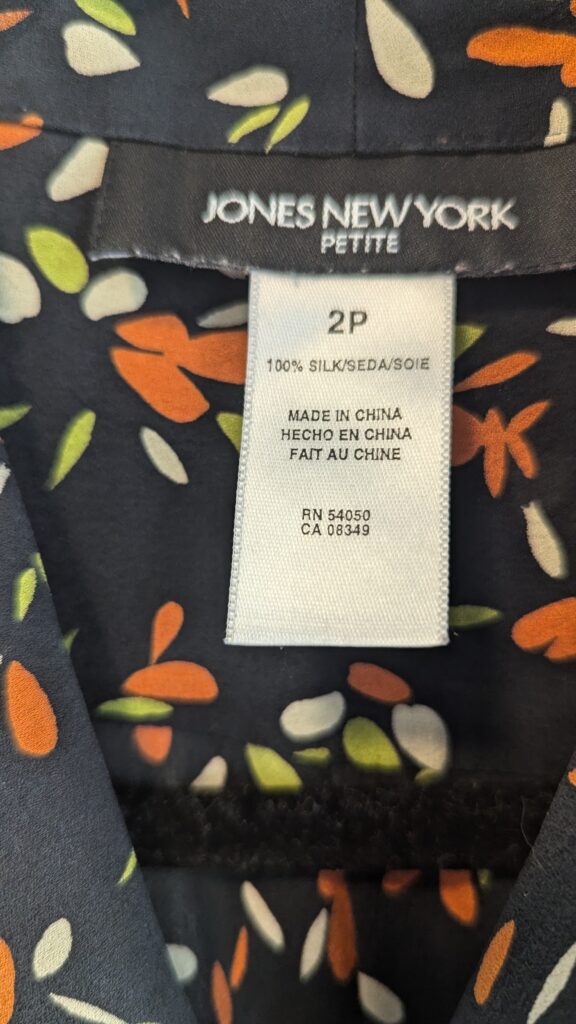 JONES NEW YORK
PETITE
2P
100% SILK/SEDA/SOIE
MADE IN CHINA
HECHO EN CHINA
FAIT AU CHINE
RN 54050
CA 08349